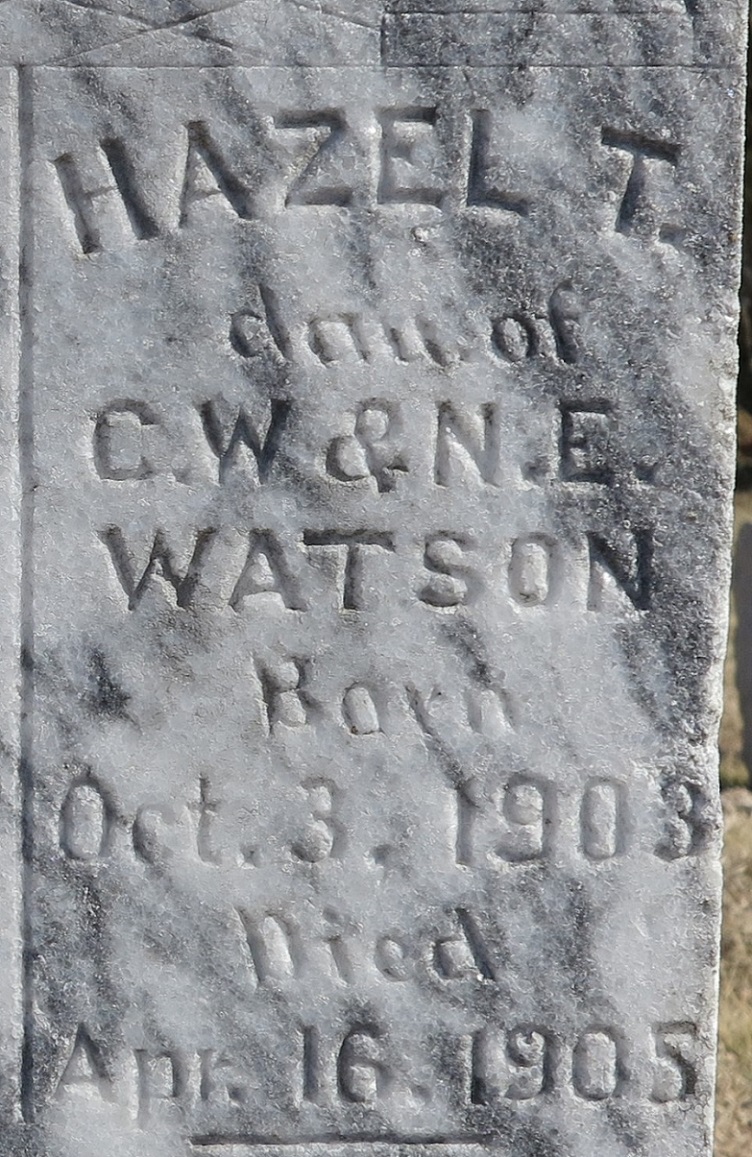 HAZEL T.
dau. of
C.W & N.E.
WATSON
Born
Oct. 3. 1903
Died
Apr. 16. 1905